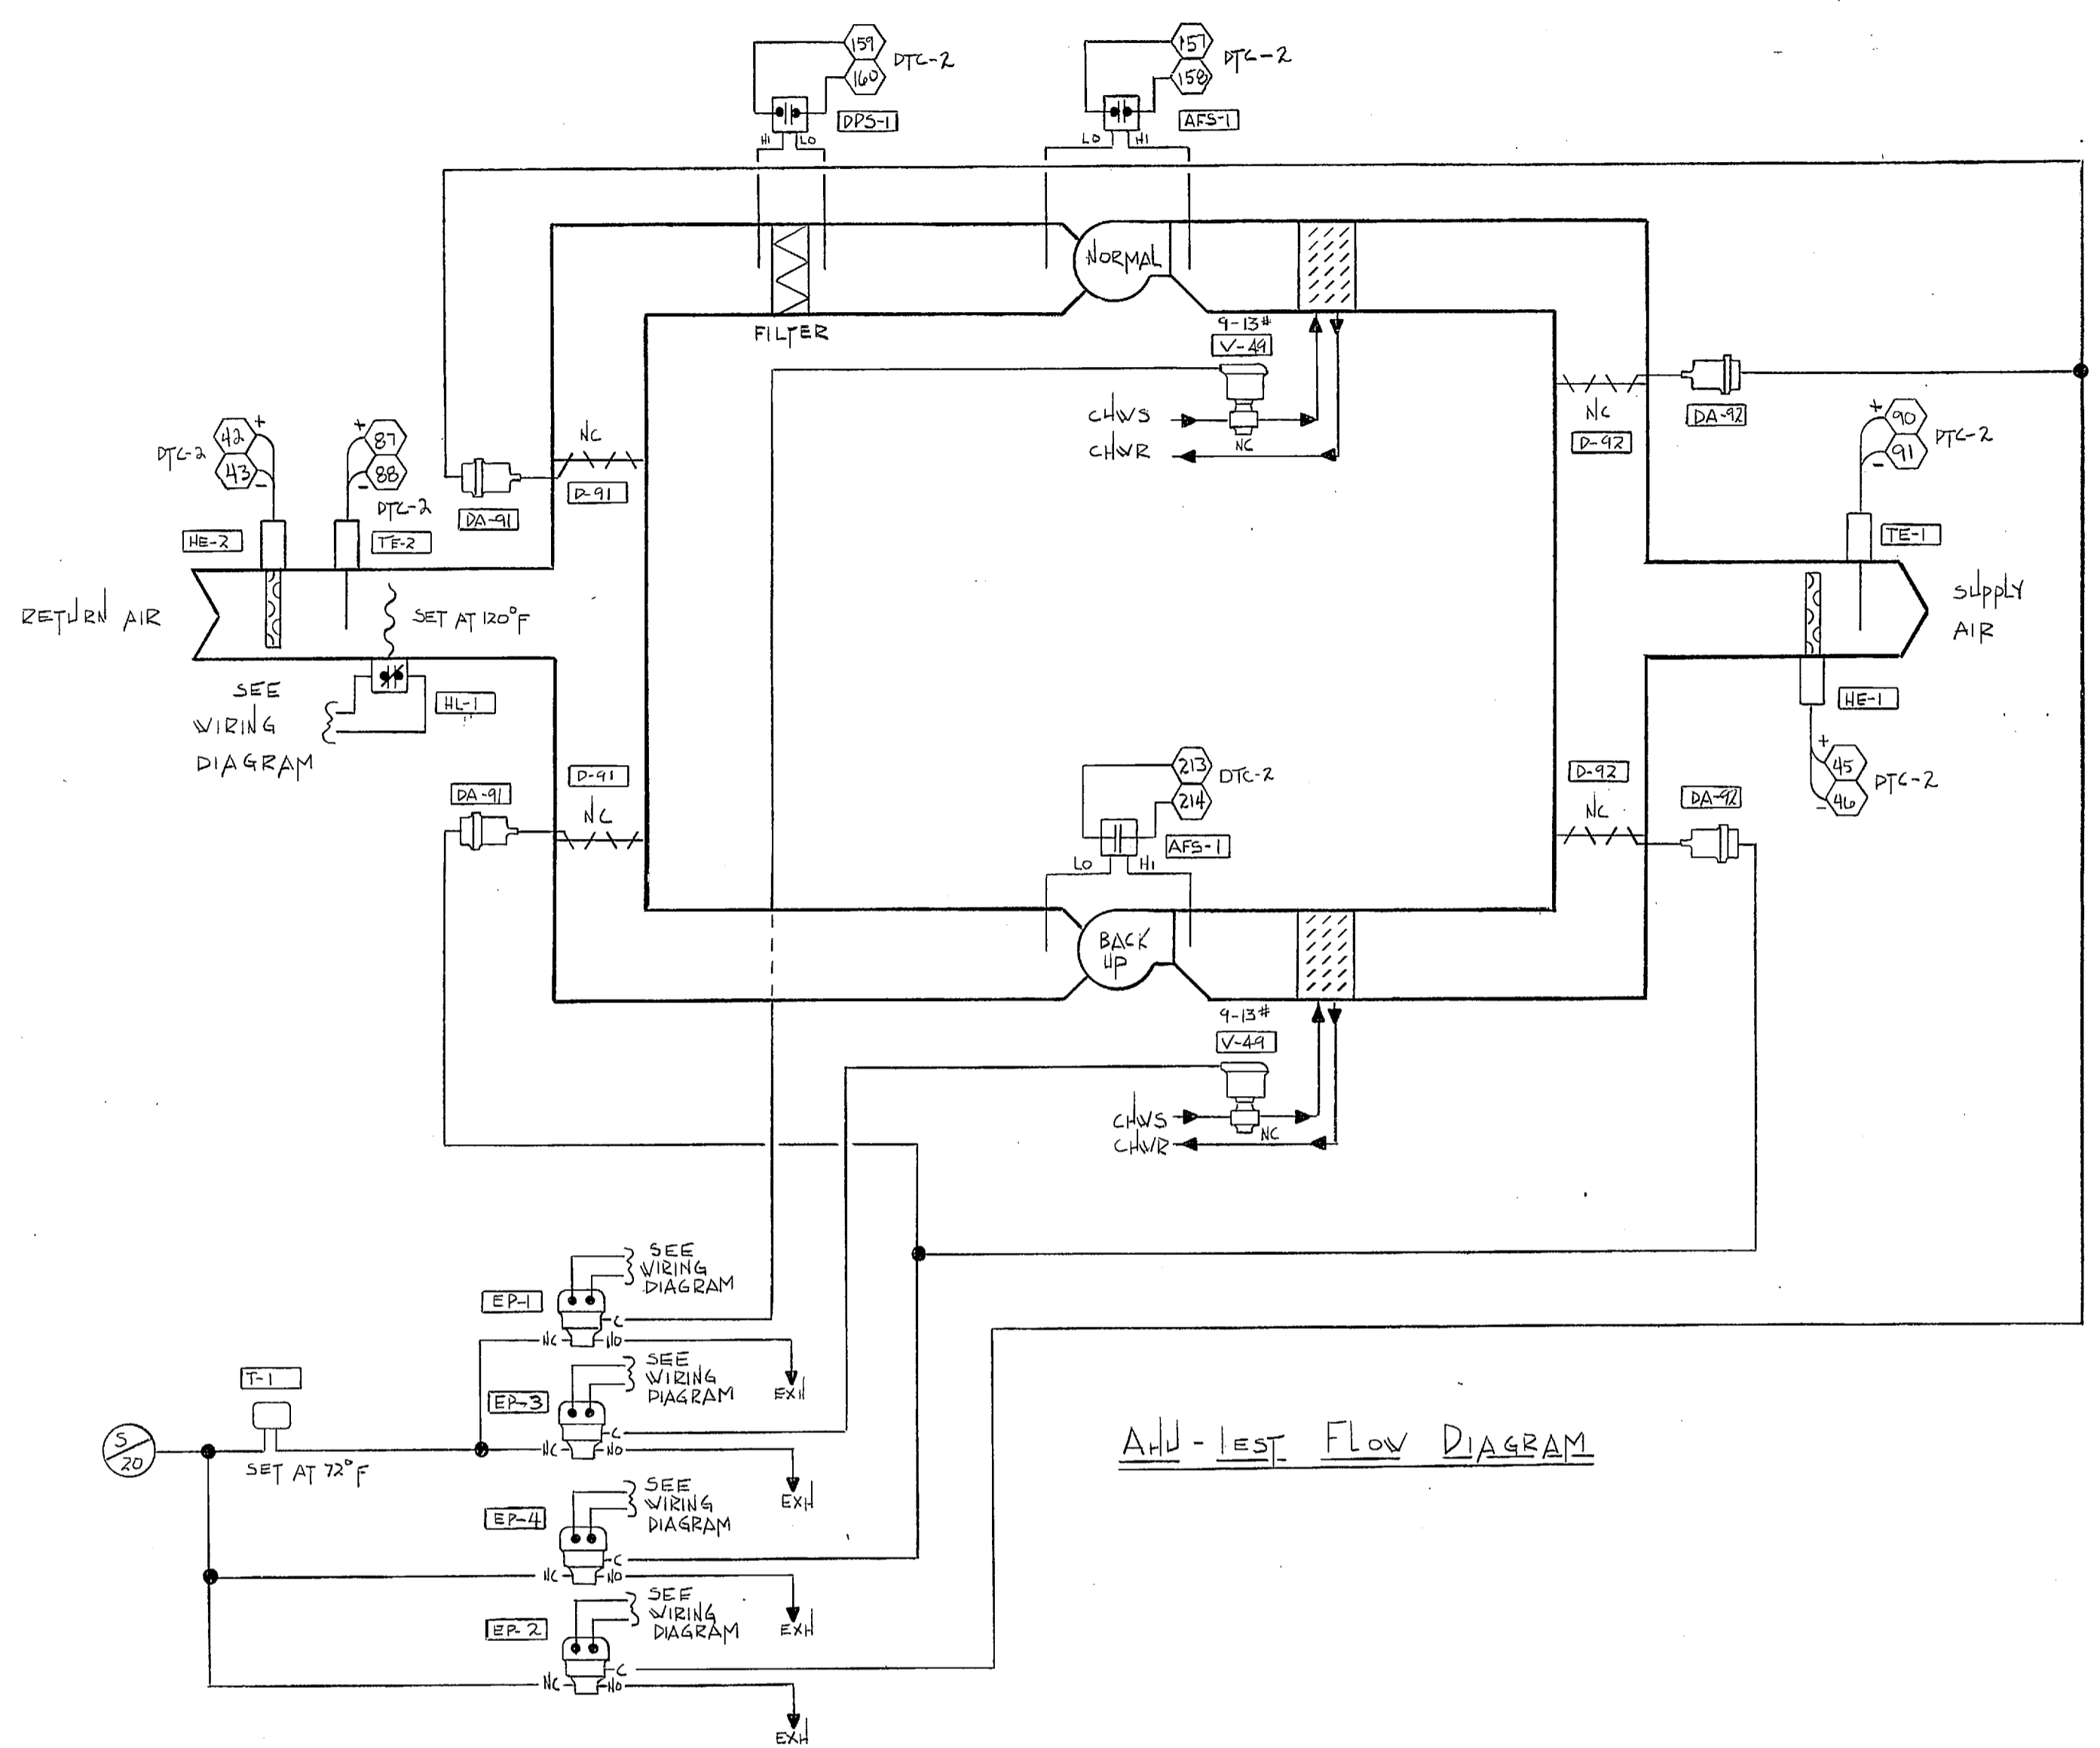 159
160
DTC-2
DPS-1
HI
LO
157
158
DTC-2
AFS-1
LO
HI
NORMAL
FILTER
9-13#
V-49
CHWS
CHWR
NC
NC
D-92
DA-92
90
91
+
-
DTC-2
TE-1
42
43
+
-
DTC-2
HE-2
87
88
+
-
DTC-2
TE-2
NC
D-91
DA-91
RETURN AIR
SET AT 120°F
SEE
WIRING
DIAGRAM
HL-1
SUPPLY
AIR
HE-1
+
45
-
46
DTC-2
D-91
NC
DA-91
213
214
DTC-2
AFS-1
LO
HI
D-92
NC
DA-92
BACK
UP
9-13#
V-49
CHWS
CHWR
NC
EP-1
SEE
WIRING
DIAGRAM
C
NC
NO
EXH
EP-3
SEE
WIRING
DIAGRAM
C
NC
NO
EXH
T-1
S
20
SET AT 72°F
EP-4
SEE
WIRING
DIAGRAM
C
NC
NO
EXH
EP-2
SEE
WIRING
DIAGRAM
C
NC
NO
EXH
AHU-1EST FLOW DIAGRAM